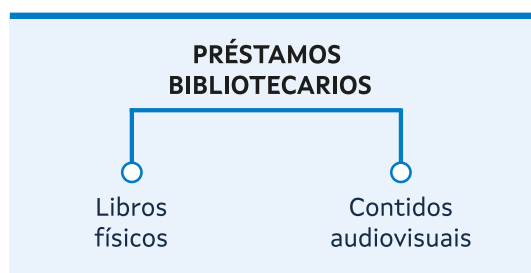 PRÉSTAMOS
BIBLIOTECARIOS
Libros
físicos
Contidos
audiovisuais